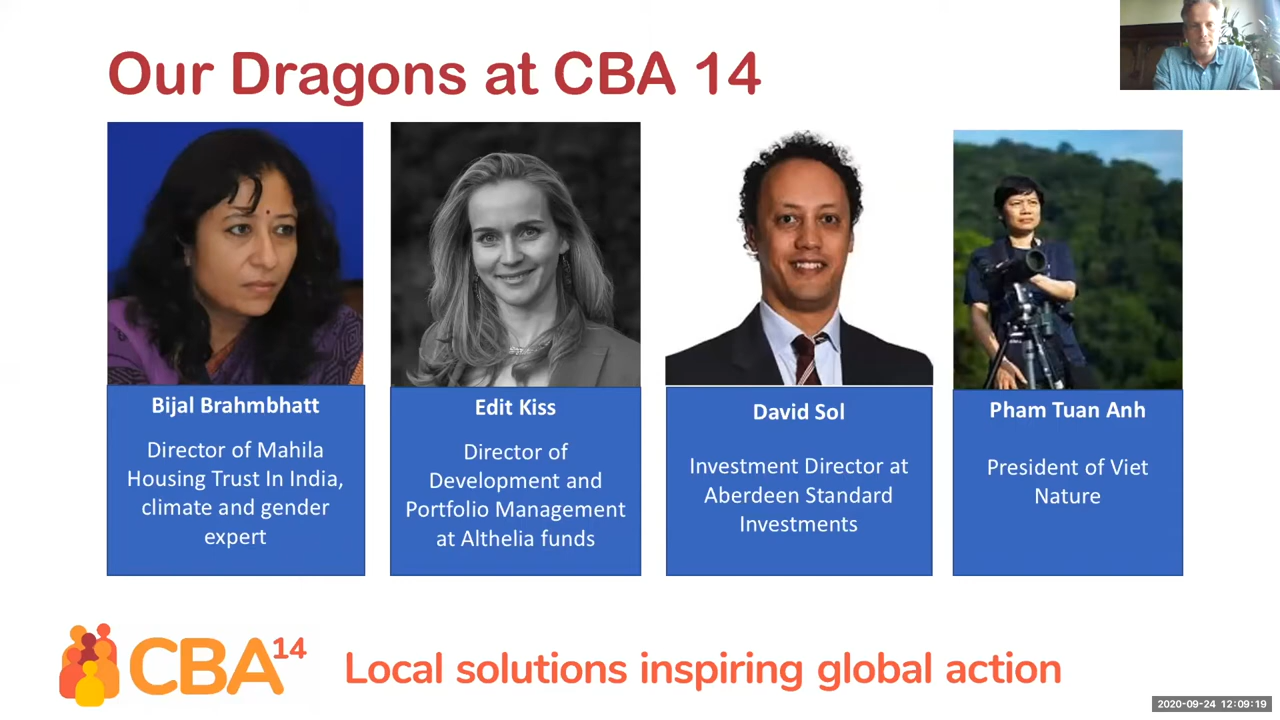 Our Dragons at CBA 14
Bijal Brahmbhatt
Director of Mahila
Housing Trust In India,
climate and gender
expert
Edit Kiss
Director of
Development and
Portfolio Management
at Althelia funds
David Sol
Investment Director at
Aberdeen Standard
Investments
Pham Tuan Anh
President of Viet
Nature
CBA 14
Local solutions inspiring global action
2020-09-24 12:09:19